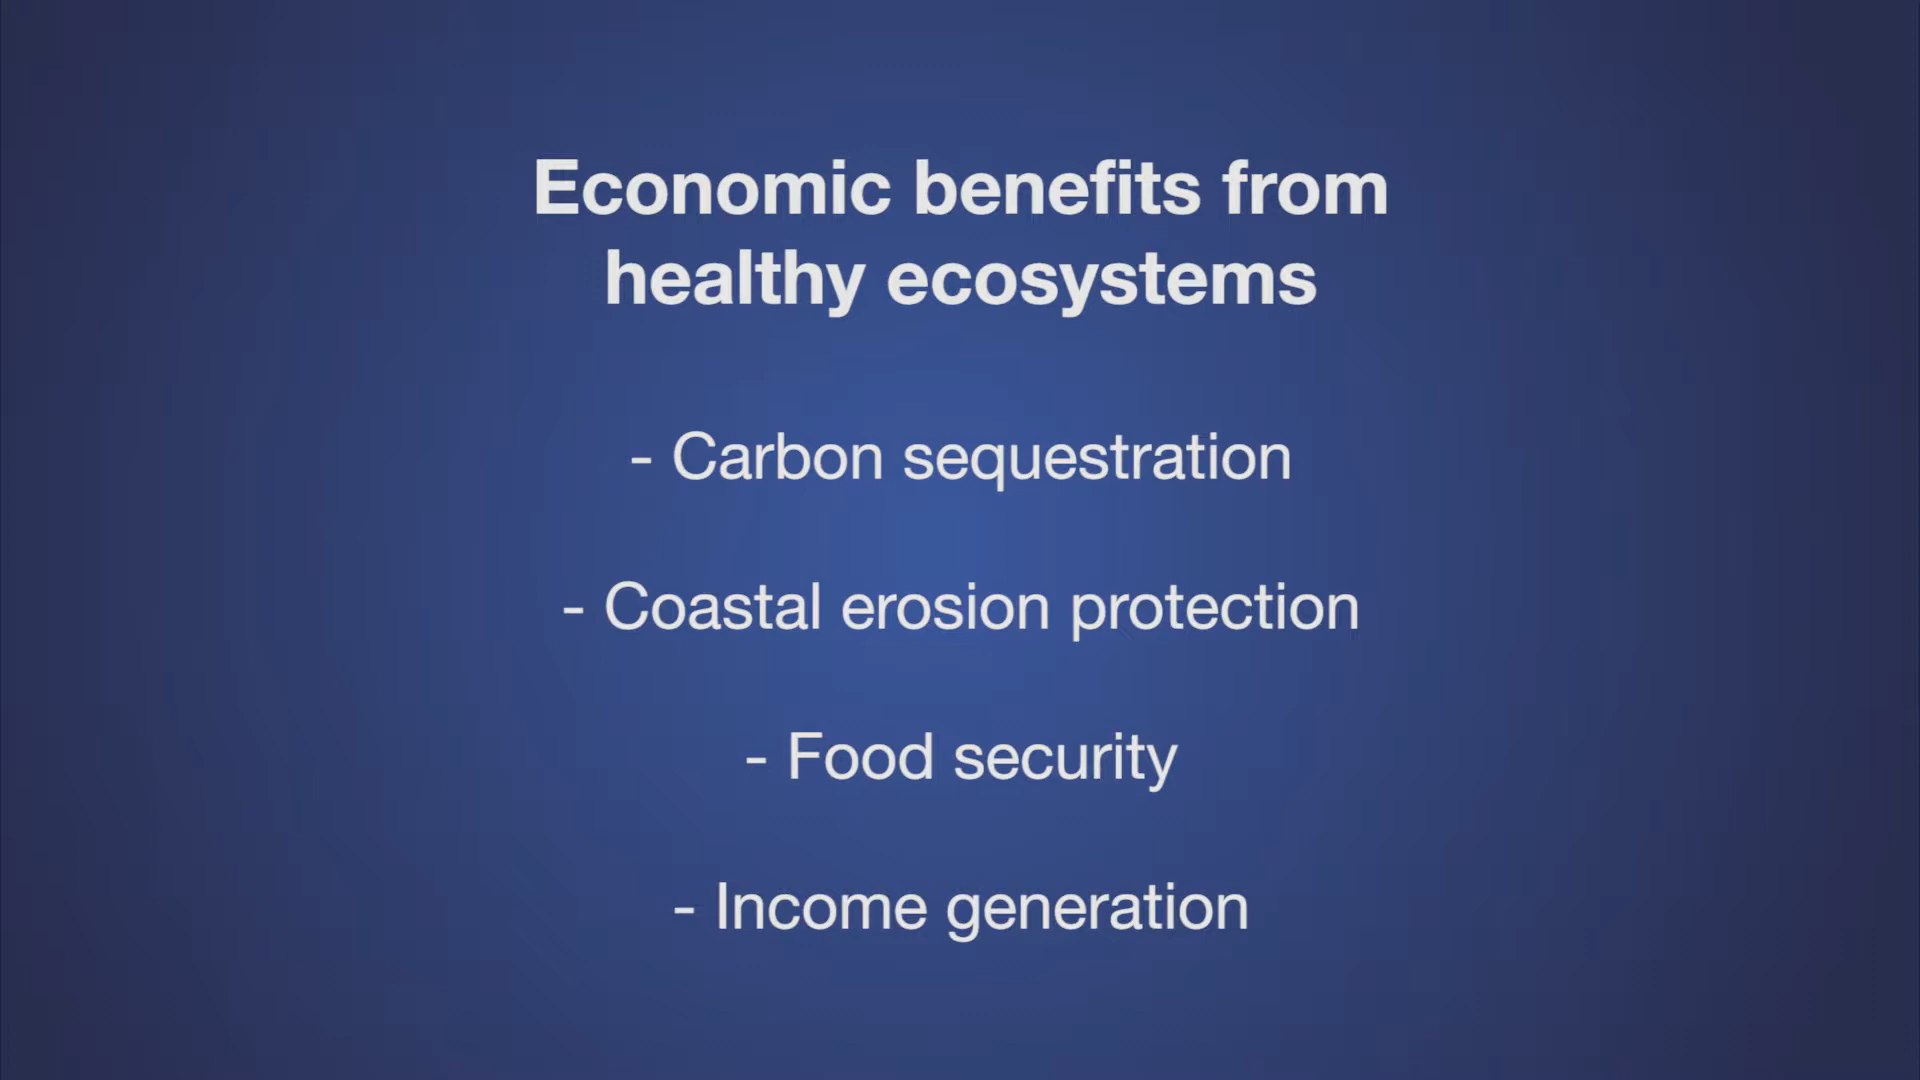 Economic benefits from
healthy ecosystems
- Carbon sequestration
- Coastal erosion protection
- Food security
- Income generation